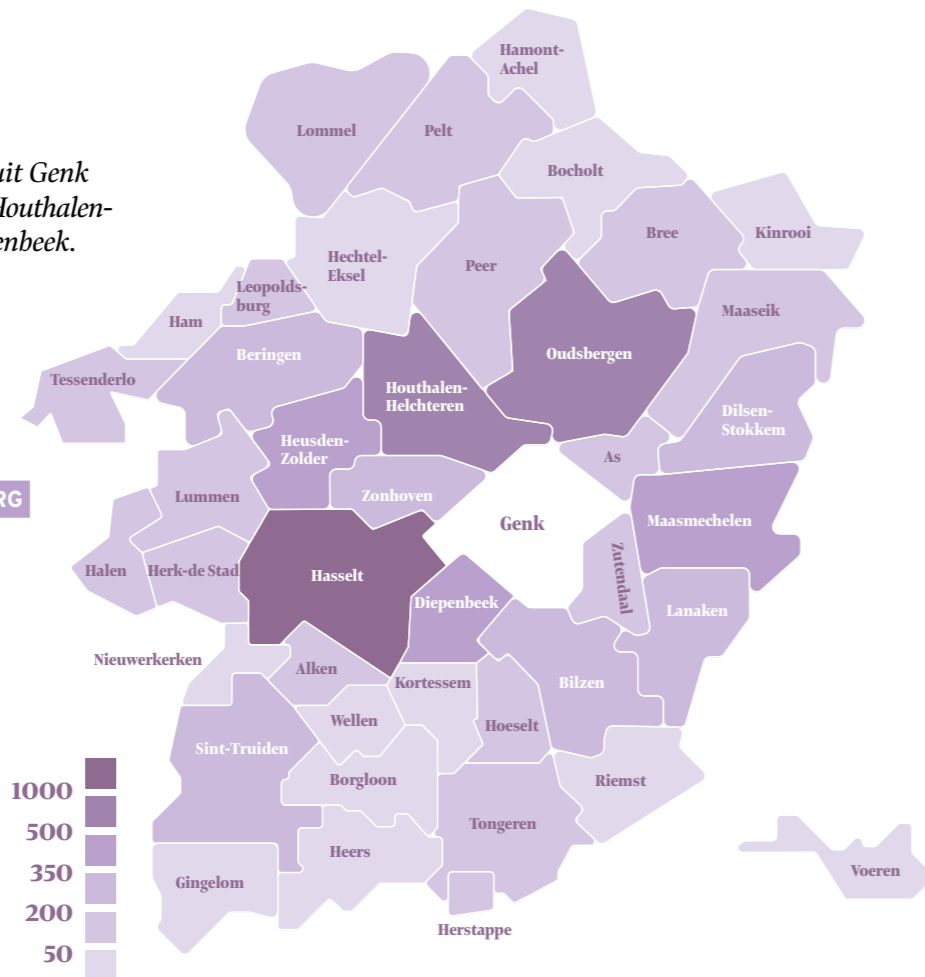 uit Genk
Houthalen-
enbeek.
RG
Hamont-
Achel
Lommel
Pelt
Bocholt
Hechtel-
Eksel
Peer
Bree
Kinrooi
Leopolds-
burg
Ham
Maaseik
Tessenderlo
Beringen
Oudsbergen
Houthalen-
Helchteren
Dilsen-
Stokkem
Heusden-
Zolder
As
Lummen
Zonhoven
Genk
Maasmechelen
Halen
Herk-de Stad
Hasselt
Zutendaal
Diepenbeek
Lanaken
Nieuwerkerken
Alken
Kortessem
Bilzen
Wellen
Hoeselt
Sint-Truiden
Borgloon
Riemst
Tongeren
Heers
Gingelom
Voeren
Herstappe
1000
500
350
200
50